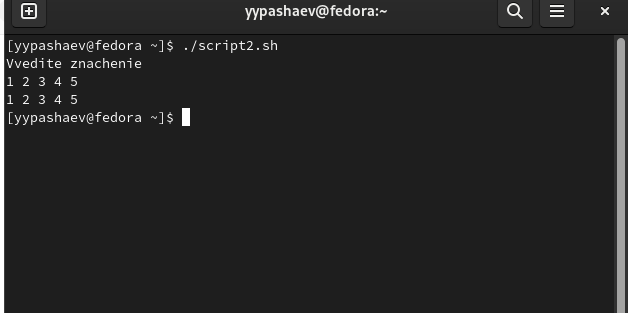 yypashaev@fedora:~
[yypashaev@fedora ~]$ ./script2.sh
Vvedite znachenie
1 2 3 4 5
1 2 3 4 5
[yypashaev@fedora ~]$